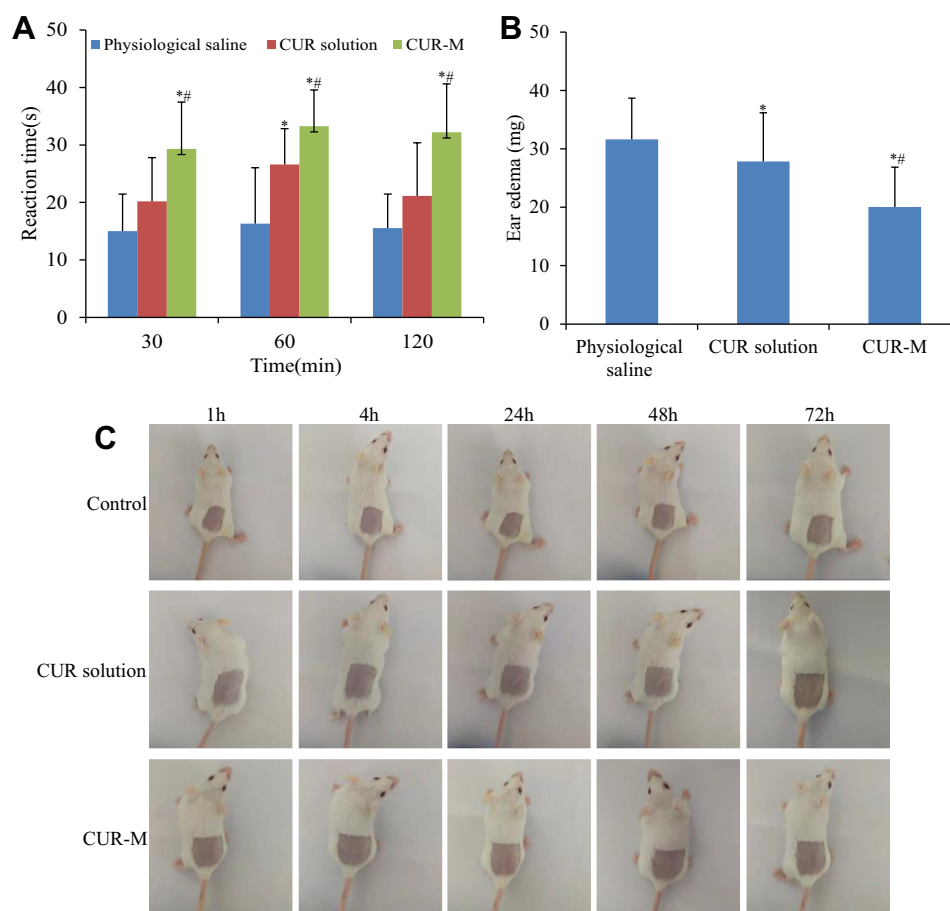 A
50
40
30
20
10
0
Reaction time(s)
Physiological saline CUR solution CUR-M
*#
*
*#
*#
30 60 120
Time(min)
B
50
40
30
20
10
0
Ear edema (mg)
*
*#
Physiological
saline
CUR solution
CUR-M
C
1h 4h 24h 48h 72h
Control
CUR solution
CUR-M